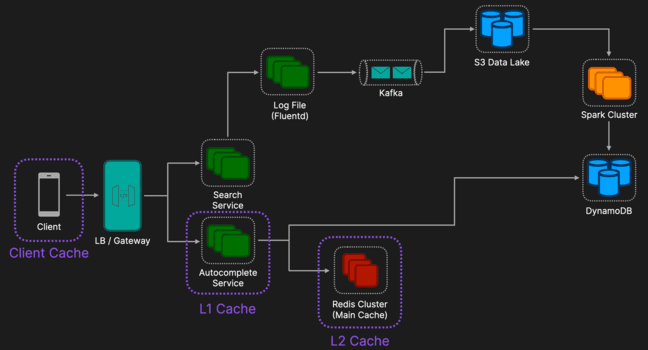 S3 Data Lake
Kafka
Log File
(Fluentd)
Spark Cluster
Client
LB / Gateway
Search
Service
DynamoDB
Client Cache
Autocomplete
Service
L1 Cache
Redis Cluster
(Main Cache)
L2 Cache